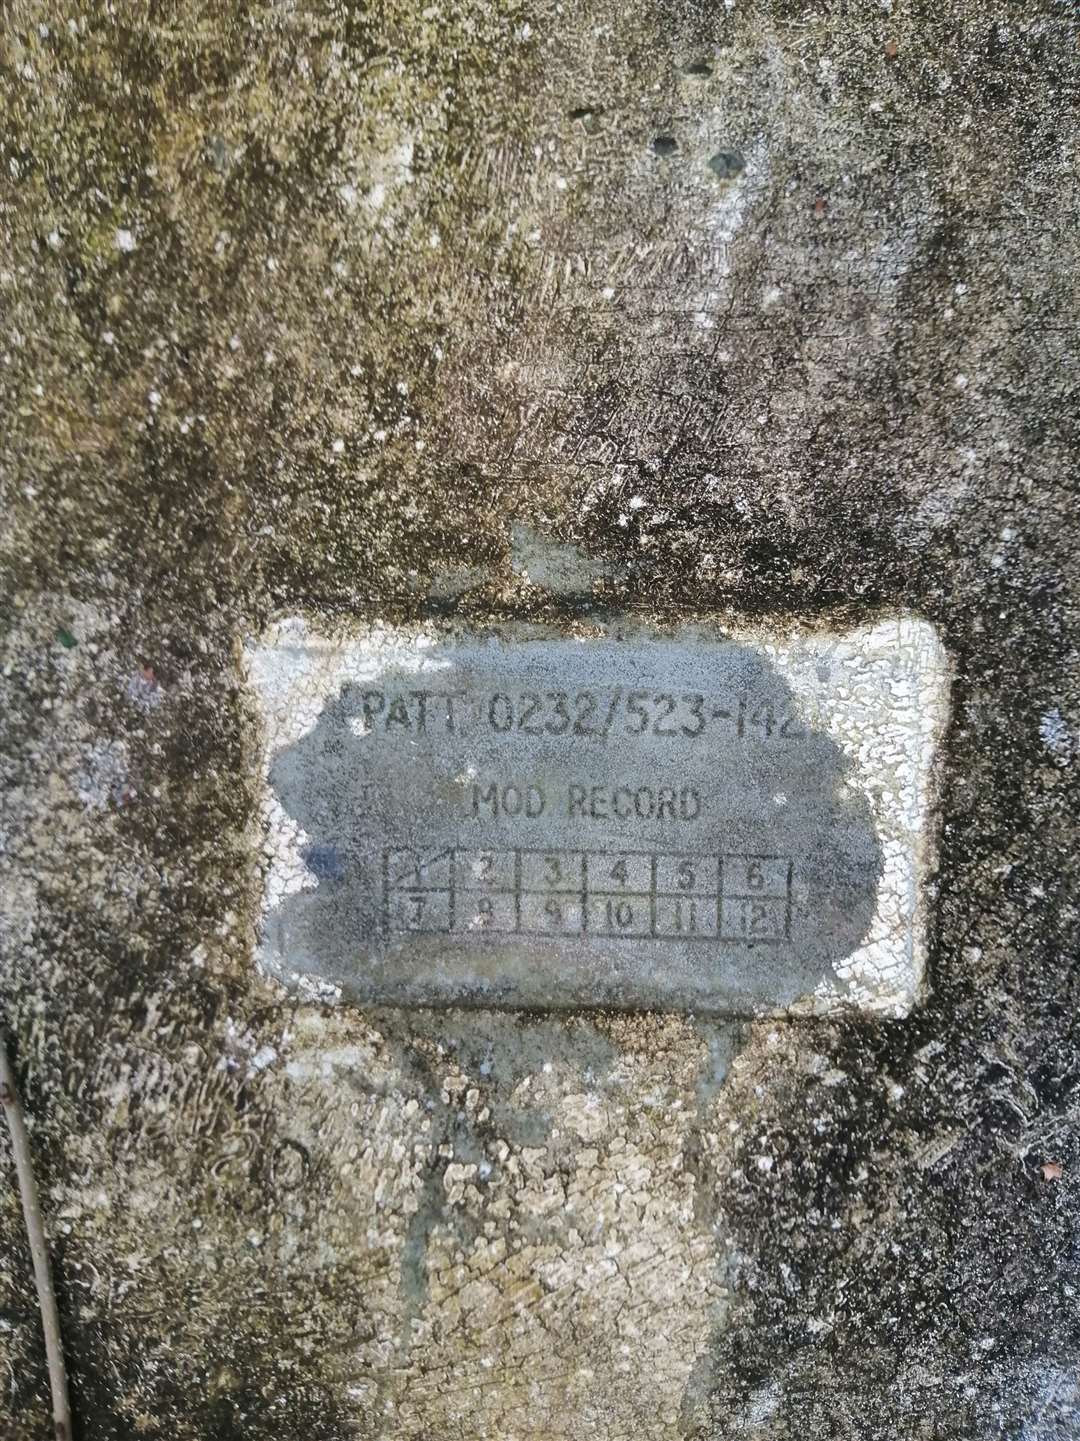 PATT 0232/523-142
MOD RECORD
1 2 3 4 5 6
7 8 9 10 11 12